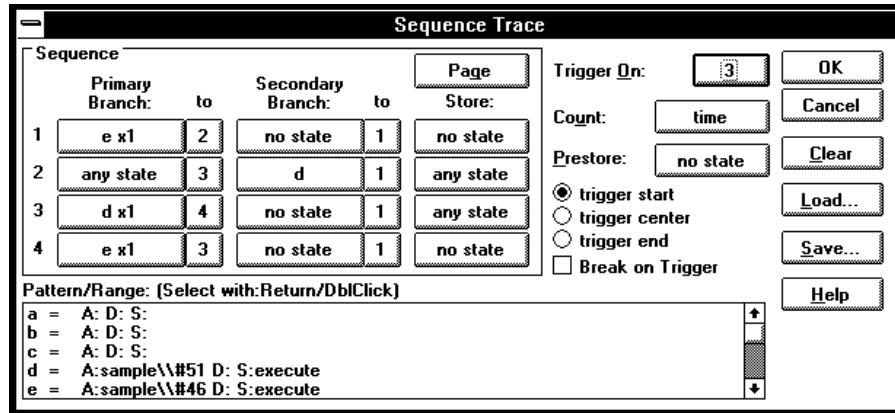 Sequence Trace
Sequence
Primary Branch: to Secondary Branch: to Page Store:
1 e x1 2 no state 1 no state
2 any state 3 d 1 any state
3 d x1 4 no state 1 any state
4 e x1 3 no state 1 no state
Trigger On: 3
Count: time
Prestore: no state
trigger start
trigger center
trigger end
Break on Trigger
OK
Cancel
Clear
Load...
Save...
Help
Pattern/Range: (Select with:Return/DblClick)
a = A: D: S:
b = A: D: S:
c = A: D: S:
d = A:sample\\#51 D: S:execute
e = A:sample\\#46 D: S:execute